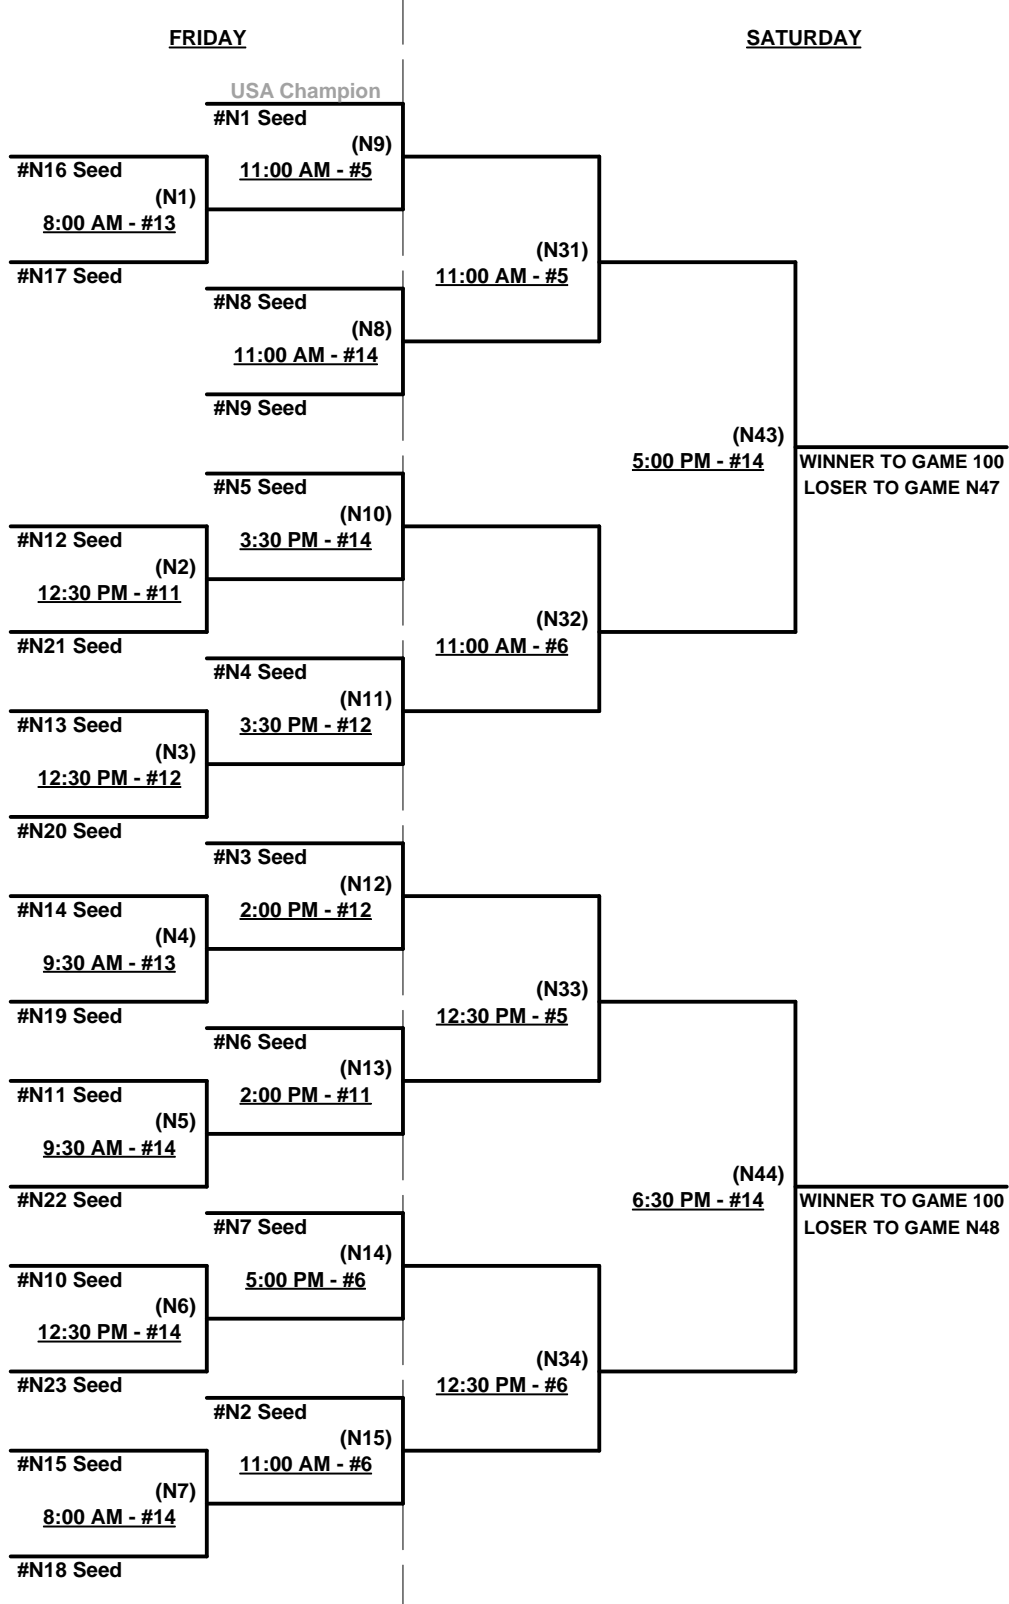 FRIDAY
SATURDAY
USA Champion
#N1 Seed
(N9)
11:00 AM - #5
#N16 Seed
(N1)
8:00 AM - #13
#N17 Seed
(N31)
11:00 AM - #5
#N8 Seed
(N8)
11:00 AM - #14
#N9 Seed
(N43)
5:00 PM - #14
WINNER TO GAME 100
LOSER TO GAME N47
#N5 Seed
(N10)
3:30 PM - #14
#N12 Seed
(N2)
12:30 PM - #11
#N21 Seed
(N32)
11:00 AM - #6
#N4 Seed
(N11)
3:30 PM - #12
#N13 Seed
(N3)
12:30 PM - #12
#N20 Seed
#N3 Seed
(N12)
2:00 PM - #12
#N14 Seed
(N4)
9:30 AM - #13
#N19 Seed
(N33)
12:30 PM - #5
#N6 Seed
(N13)
2:00 PM - #11
#N11 Seed
(N5)
9:30 AM - #14
#N22 Seed
(N44)
6:30 PM - #14
WINNER TO GAME 100
LOSER TO GAME N48
#N7 Seed
(N14)
5:00 PM - #6
#N10 Seed
(N6)
12:30 PM - #14
#N23 Seed
(N34)
12:30 PM - #6
#N2 Seed
(N15)
11:00 AM - #6
#N15 Seed
(N7)
8:00 AM - #14
#N18 Seed